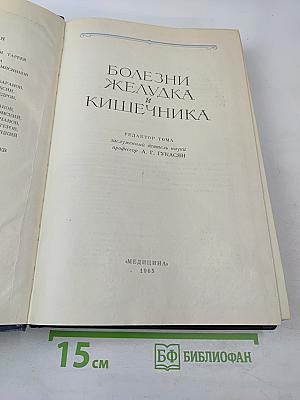 БОЛЕЗНИ
ЖЕЛУДКА
и
КИШЕЧНИКА
РЕДАКТОР ТОМА
заслуженный деятель науки
профессор А. Г. ГУКАСЯН
«МЕДИЦИНА»
1965
15 см
БФ БИБЛИОФАН